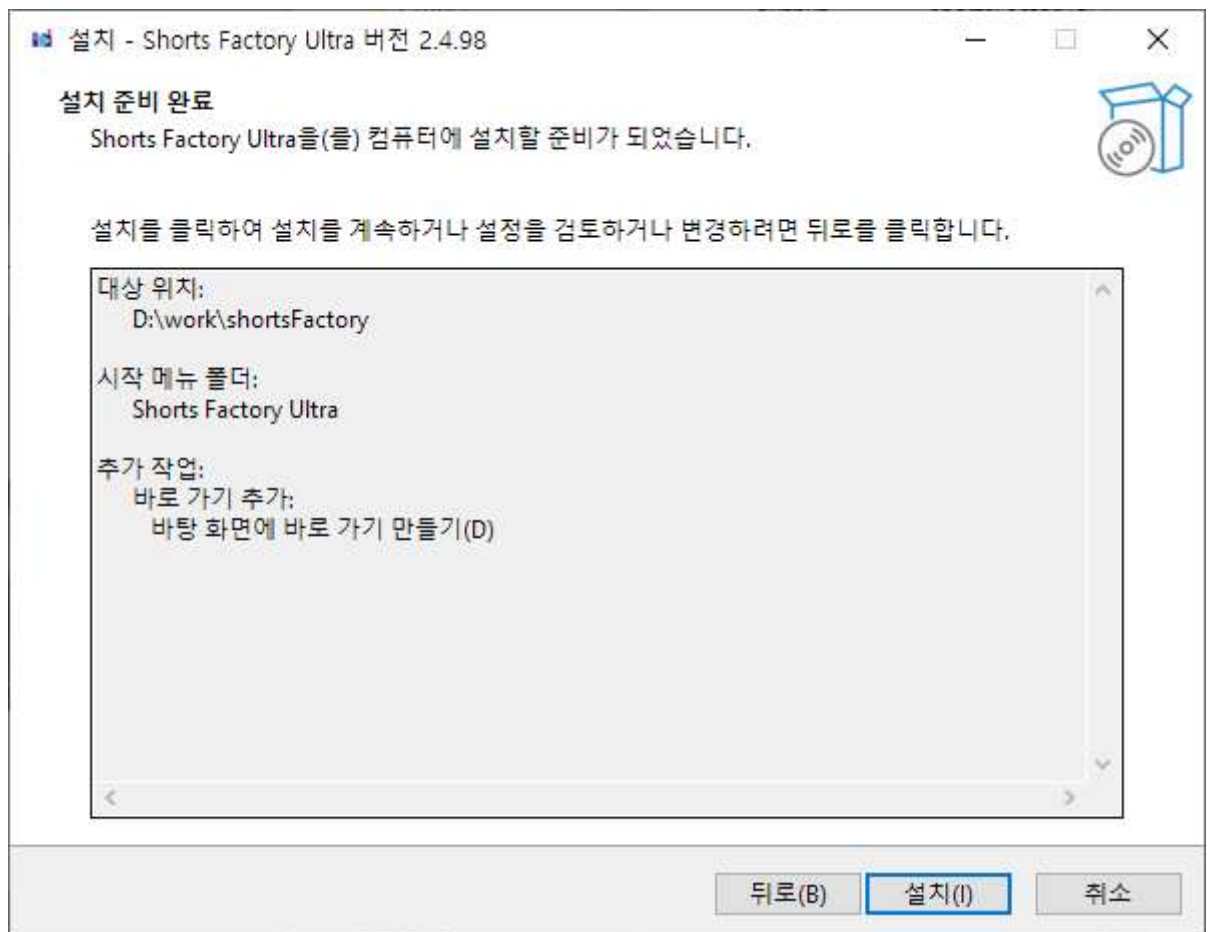 설치 - Shorts Factory Ultra 버전 2.4.98
설치 준비 완료
Shorts Factory Ultra을(를) 컴퓨터에 설치할 준비가 되었습니다.
설치를 클릭하여 설치를 계속하거나 설정을 검토하거나 변경하려면 뒤로를 클릭합니다.
대상 위치:
D:\work\shortsFactory
시작 메뉴 폴더:
Shorts Factory Ultra
추가 작업:
바로 가기 추가:
바탕 화면에 바로 가기 만들기(D)
뒤로(B) 설치(I) 취소